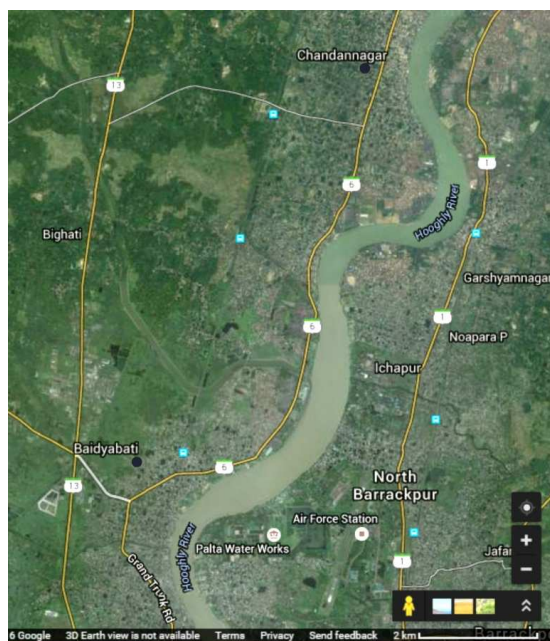 Chandannagar
13
1
6
Hooghly River
Bighati
Garshyamnagar
1
6
Noapara P
Ichapur
Baidyabati
6
13
North
Barrackpur
Air Force Station
Palta Water Works
Hooghly River
1
Jafar
Grand Trunk Rd
6 Google 3D Earth view is not available Terms Privacy Send feedback 2 km